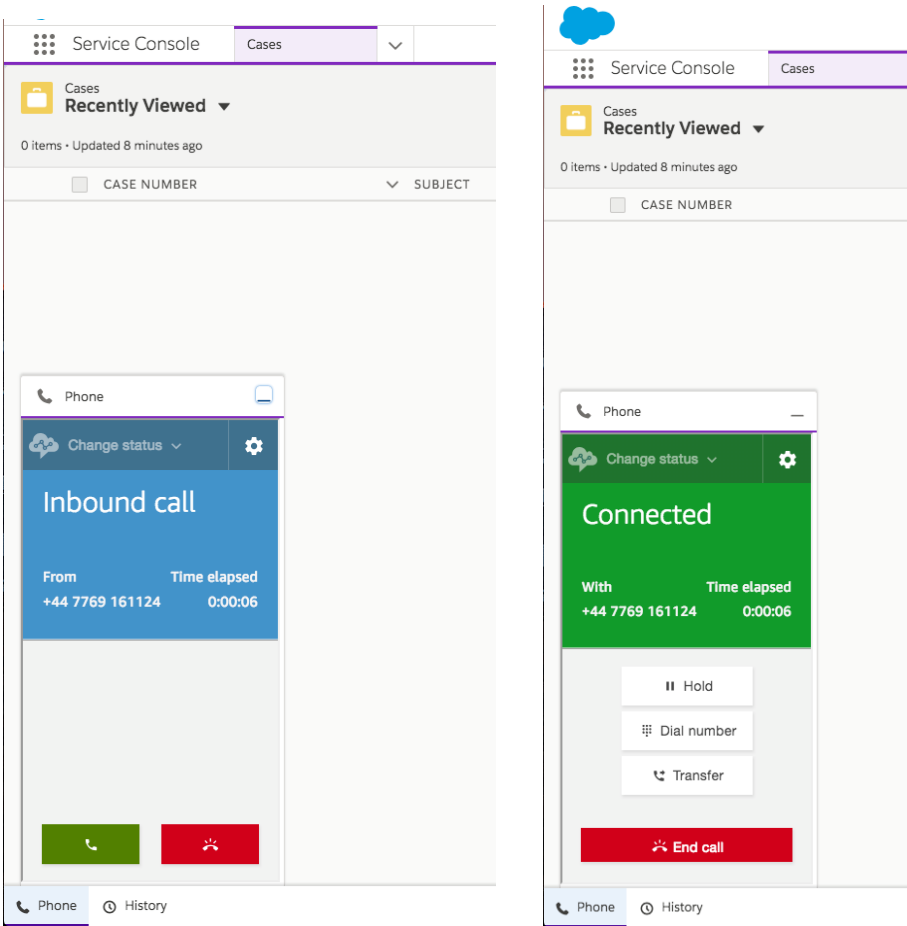 Service Console Cases
Cases
Recently Viewed
0 items • Updated 8 minutes ago
CASE NUMBER SUBJECT
Phone
Change status
Inbound call
From Time elapsed
+44 7769 161124 0:00:06
Phone History
Service Console Cases
Cases
Recently Viewed
0 items • Updated 8 minutes ago
CASE NUMBER
Phone
Change status
Connected
With Time elapsed
+44 7769 161124 0:00:06
Hold
Dial number
Transfer
End call
Phone History